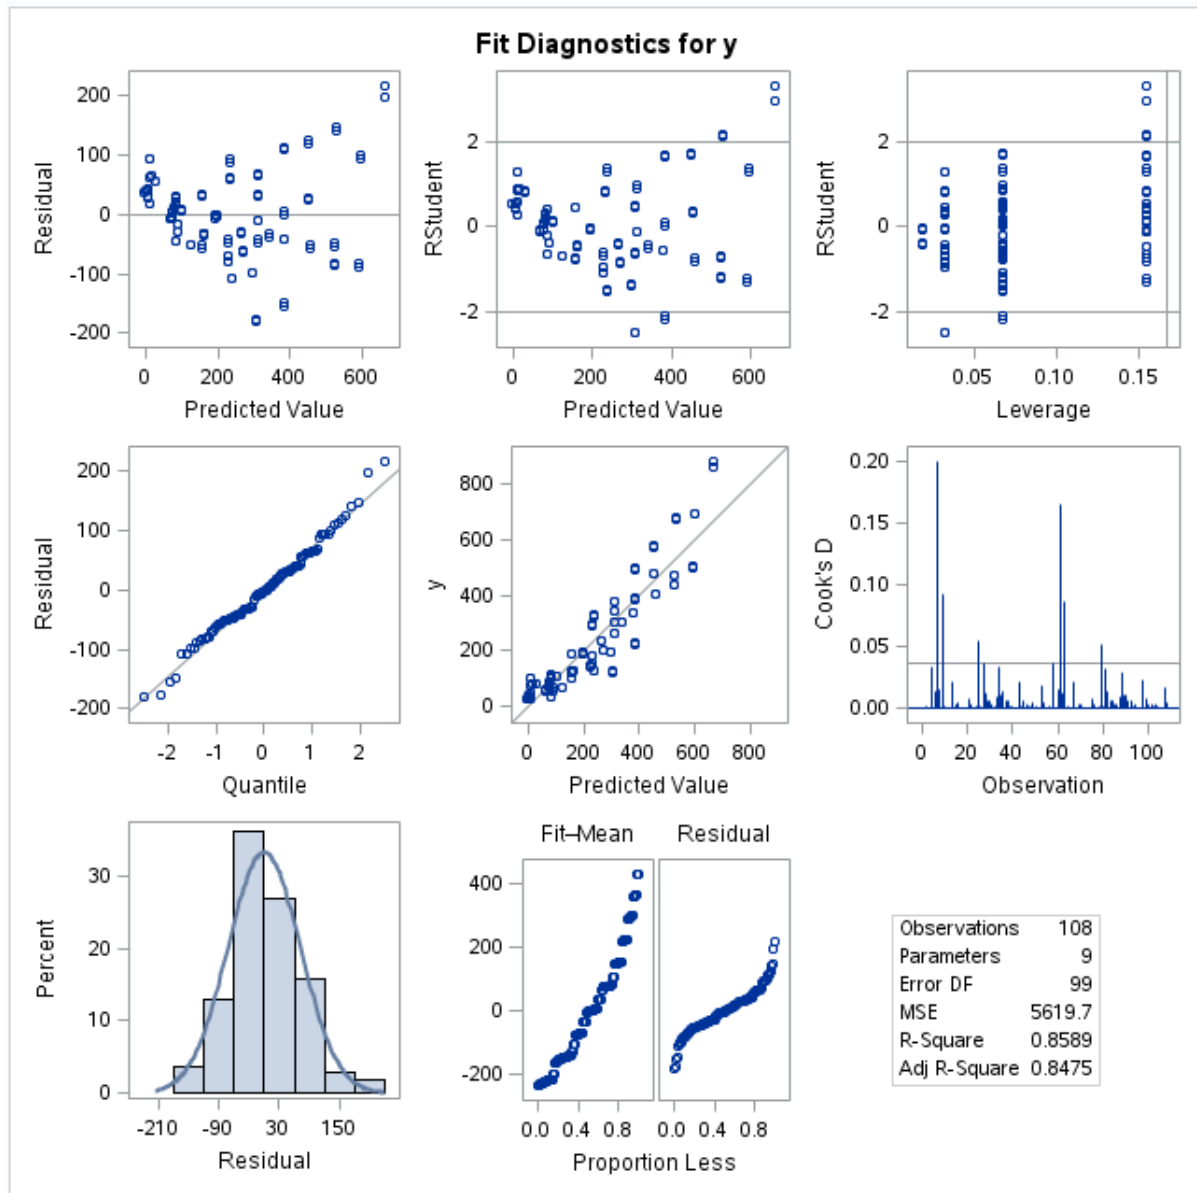 Fit Diagnostics for y
200
100
0
-100
-200
Residual
0 200 400 600
Predicted Value
2
0
-2
RStudent
0 200 400 600
Predicted Value
2
0
-2
RStudent
0.05 0.10 0.15
Leverage
200
100
0
-100
-200
Residual
-2 -1 0 1 2
Quantile
800
600
400
200
0
y
0 200 400 600 800
Predicted Value
0.20
0.15
0.10
0.05
0.00
Cook's D
0 20 40 60 80 100
Observation
30
20
10
0
Percent
-210 -90 30 150
Residual
Fit–Mean Residual
400
200
0
-200
0.0 0.4 0.8 0.0 0.4 0.8
Proportion Less
Observations 108
Parameters 9
Error DF 99
MSE 5619.7
R-Square 0.8589
Adj R-Square 0.8475